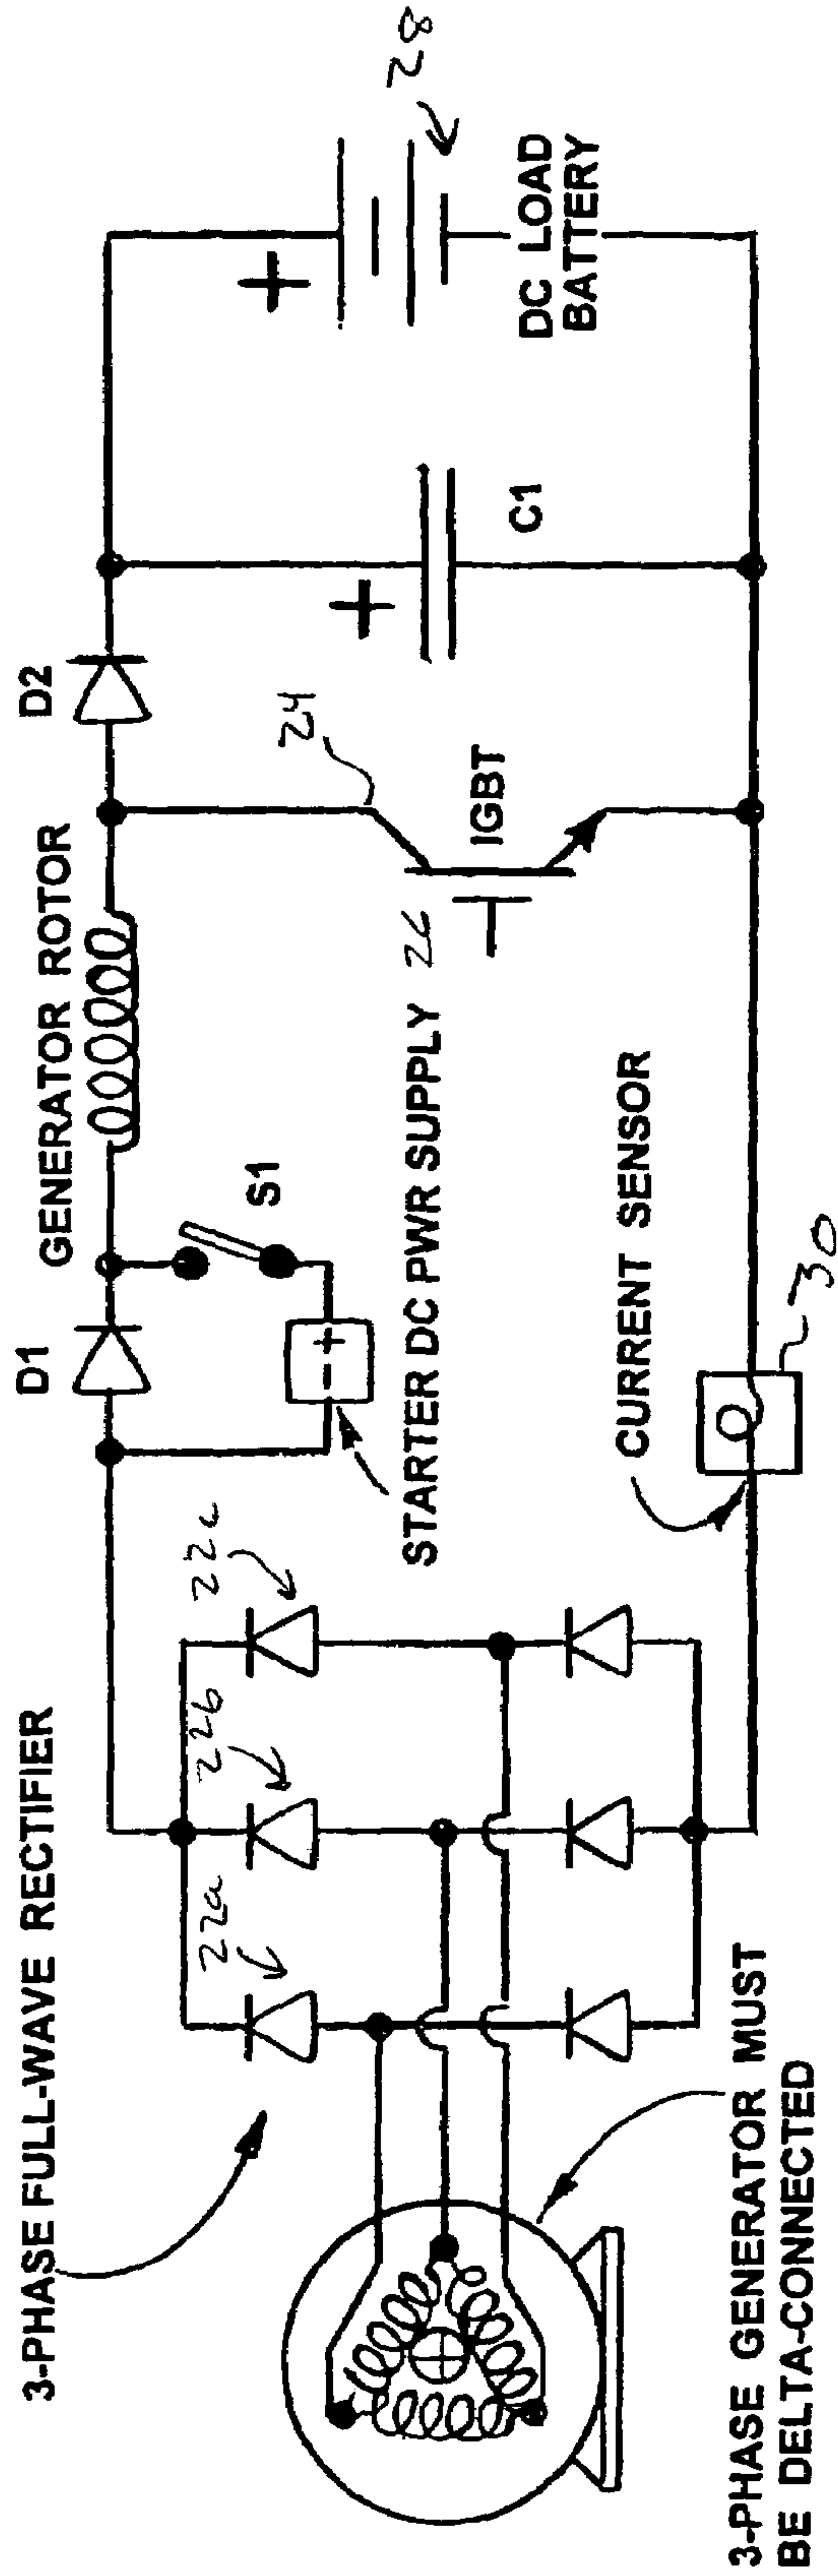 3-PHASE FULL-WAVE RECTIFIER
22a
22b
22c
D1
GENERATOR ROTOR
D2
S1
STARTER DC PWR SUPPLY 26
24
IGBT
+
C1
+
28
DC LOAD
BATTERY
CURRENT SENSOR
30
3-PHASE GENERATOR MUST
BE DELTA-CONNECTED